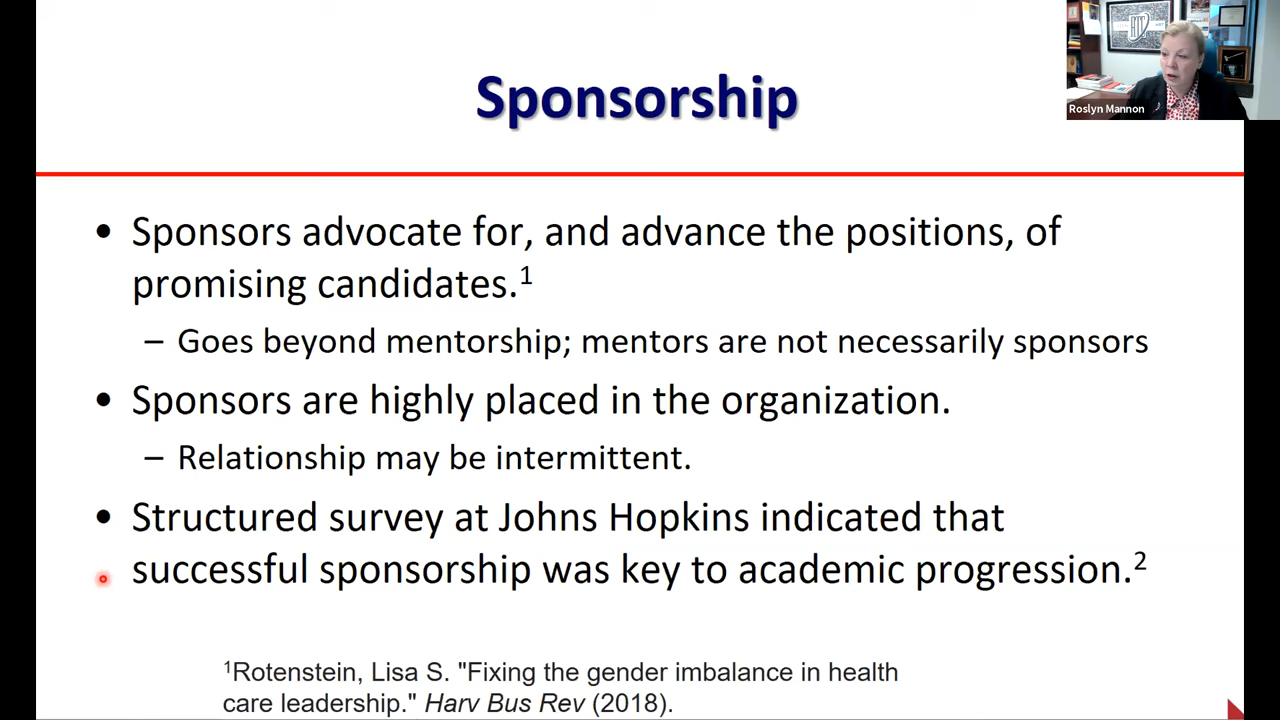 Sponsorship
Roslyn Mannon
• Sponsors advocate for, and advance the positions, of
promising candidates.¹
– Goes beyond mentorship; mentors are not necessarily sponsors
• Sponsors are highly placed in the organization.
– Relationship may be intermittent.
• Structured survey at Johns Hopkins indicated that
successful sponsorship was key to academic progression.²
¹Rotenstein, Lisa S. "Fixing the gender imbalance in health
care leadership." Harv Bus Rev (2018).